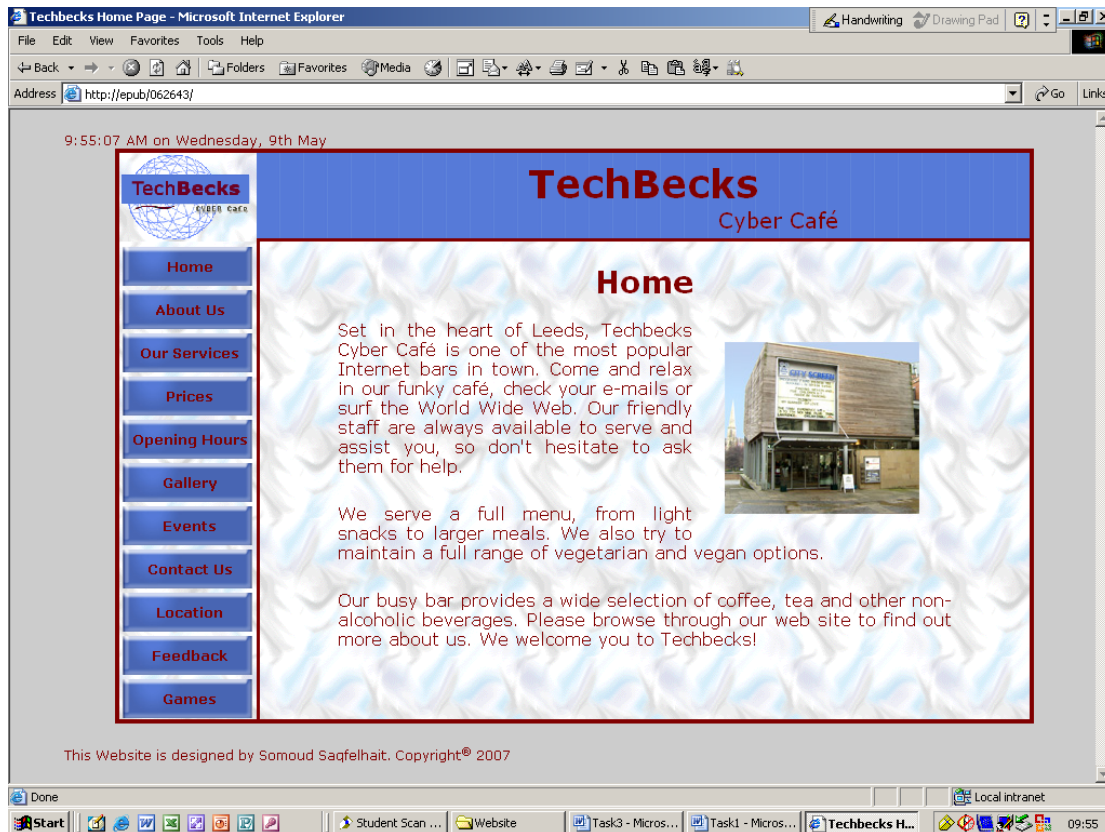 Techbecks Home Page - Microsoft Internet Explorer
Handwriting Drawing Pad
File Edit View Favorites Tools Help
Back Folders Favorites Media
Address http://epub/062643/ Go Links
9:55:07 AM on Wednesday, 9th May
TechBecks
CYBER Cafe
TechBecks
Cyber Café
Home
About Us
Our Services
Prices
Opening Hours
Gallery
Events
Contact Us
Location
Feedback
Games
Home
Set in the heart of Leeds, Techbecks
Cyber Café is one of the most popular
Internet bars in town. Come and relax
in our funky café, check your e-mails or
surf the World Wide Web. Our friendly
staff are always available to serve and
assist you, so don't hesitate to ask
them for help.
We serve a full menu, from light
snacks to larger meals. We also try to
maintain a full range of vegetarian and vegan options.
Our busy bar provides a wide selection of coffee, tea and other non-
alcoholic beverages. Please browse through our web site to find out
more about us. We welcome you to Techbecks!
This Website is designed by Somoud Saqfelhait. Copyright® 2007
Done Local intranet
Start Student Scan ... Website Task3 - Micros... Task1 - Micros... Techbecks H... 09:55